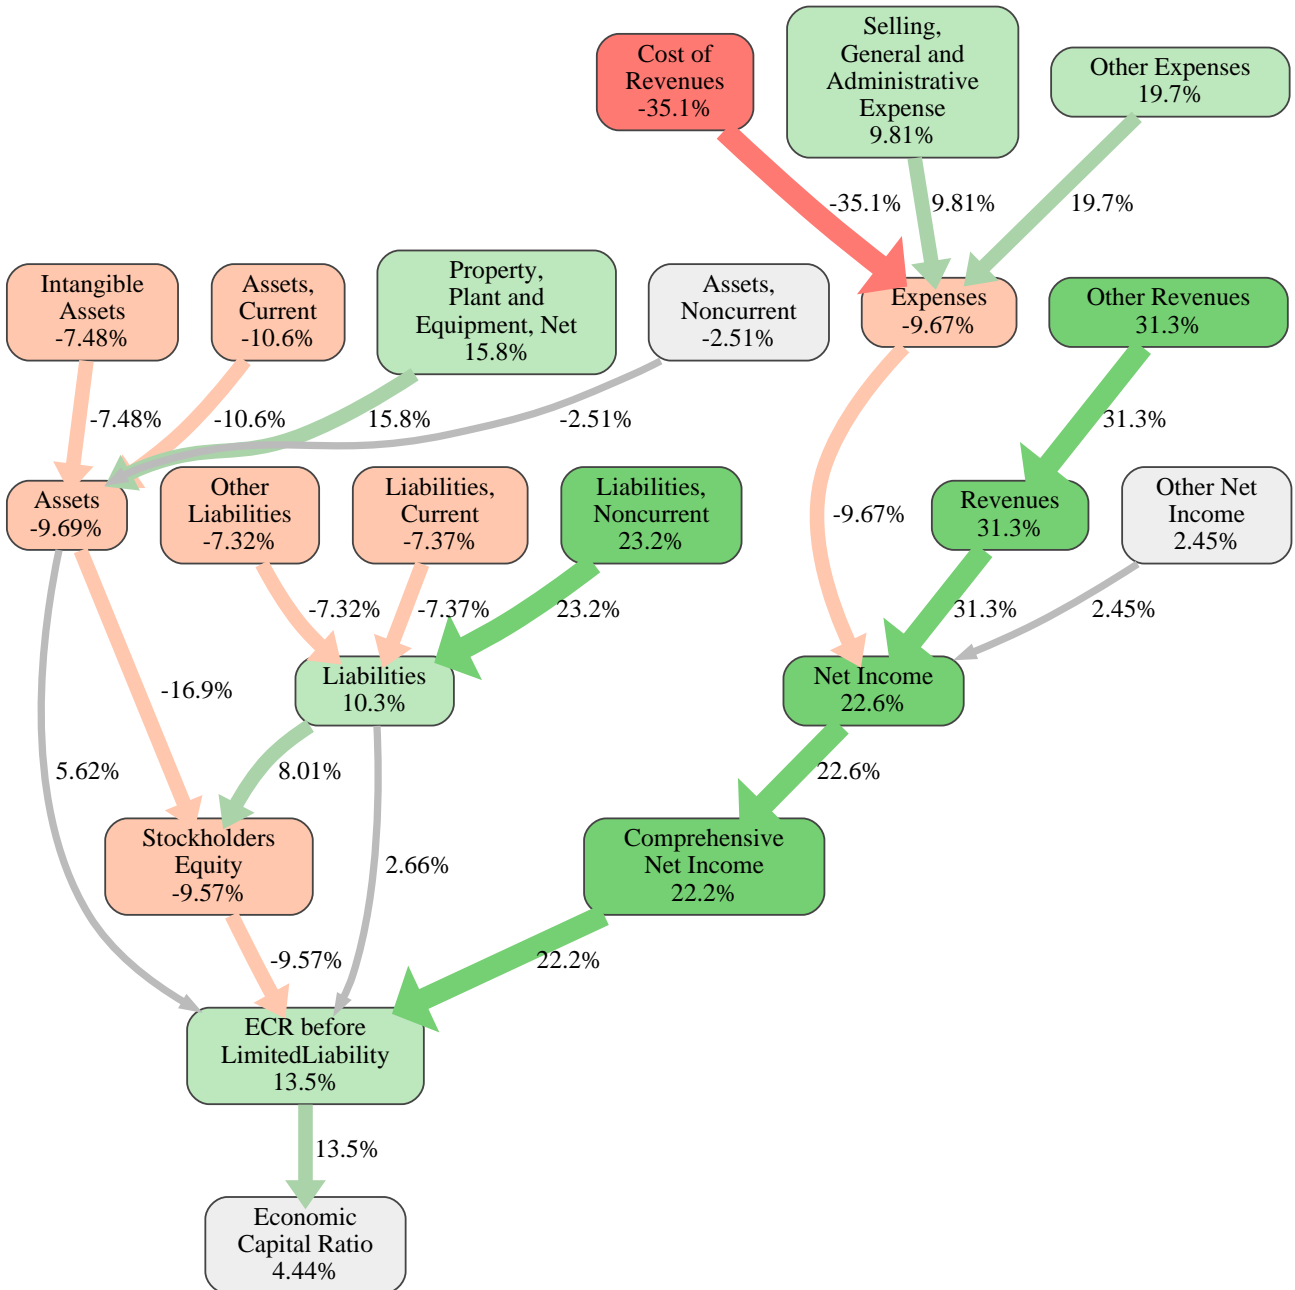 Cost of
Revenues
-35.1%
Selling,
General and
Administrative
Expense
9.81%
Other Expenses
19.7%
-35.1%
9.81%
19.7%
Intangible
Assets
-7.48%
Assets,
Current
-10.6%
Property,
Plant and
Equipment, Net
15.8%
Assets,
Noncurrent
-2.51%
Expenses
-9.67%
Other Revenues
31.3%
-7.48%
-10.6%
15.8%
-2.51%
31.3%
Assets
-9.69%
Other
Liabilities
-7.32%
Liabilities,
Current
-7.37%
Liabilities,
Noncurrent
23.2%
-9.67%
Revenues
31.3%
Other Net
Income
2.45%
-7.32%
-7.37%
23.2%
31.3%
2.45%
-16.9%
Liabilities
10.3%
Net Income
22.6%
5.62%
8.01%
22.6%
Stockholders
Equity
-9.57%
2.66%
Comprehensive
Net Income
22.2%
-9.57%
22.2%
ECR before
LimitedLiability
13.5%
13.5%
Economic
Capital Ratio
4.44%